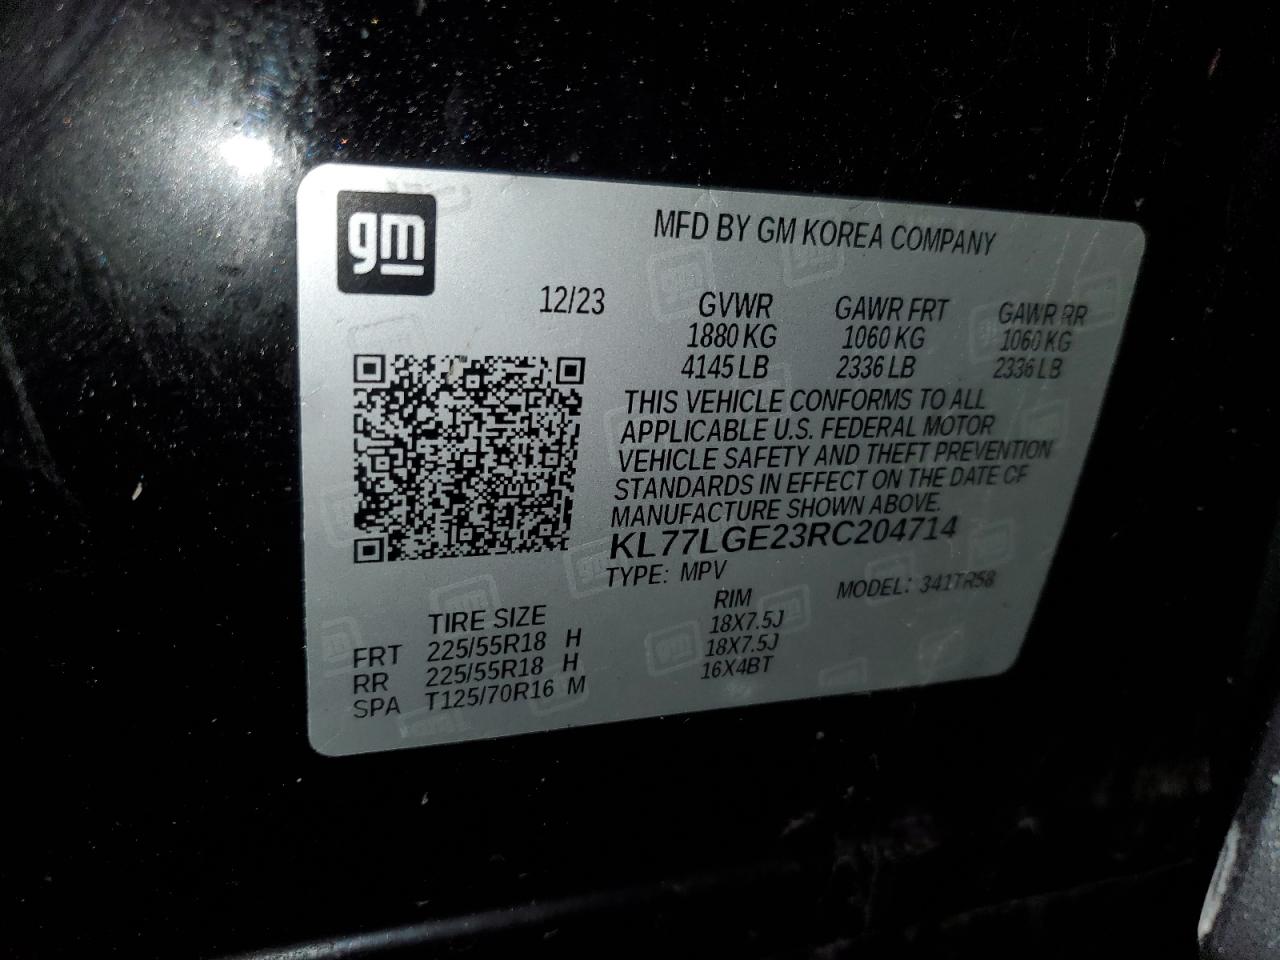 gm
MFD BY GM KOREA COMPANY
12/23 GVWR GAWR FRT GAWR RR
1880 KG 1060 KG 1060 KG
4145 LB 2336 LB 2336 LB
THIS VEHICLE CONFORMS TO ALL
APPLICABLE U.S. FEDERAL MOTOR
VEHICLE SAFETY AND THEFT PREVENTION
STANDARDS IN EFFECT ON THE DATE OF
MANUFACTURE SHOWN ABOVE.
KL77LGE23RC204714
TYPE: MPV MODEL: 341TR58
TIRE SIZE RIM
FRT 225/55R18 H 18X7.5J
RR 225/55R18 H 18X7.5J
SPA T125/70R16 M 16X4BT